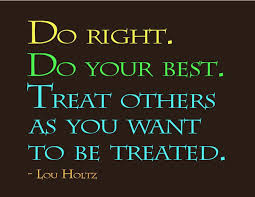 Do right.
Do your best.
Treat others
as you want
to be treated.
- Lou Holtz